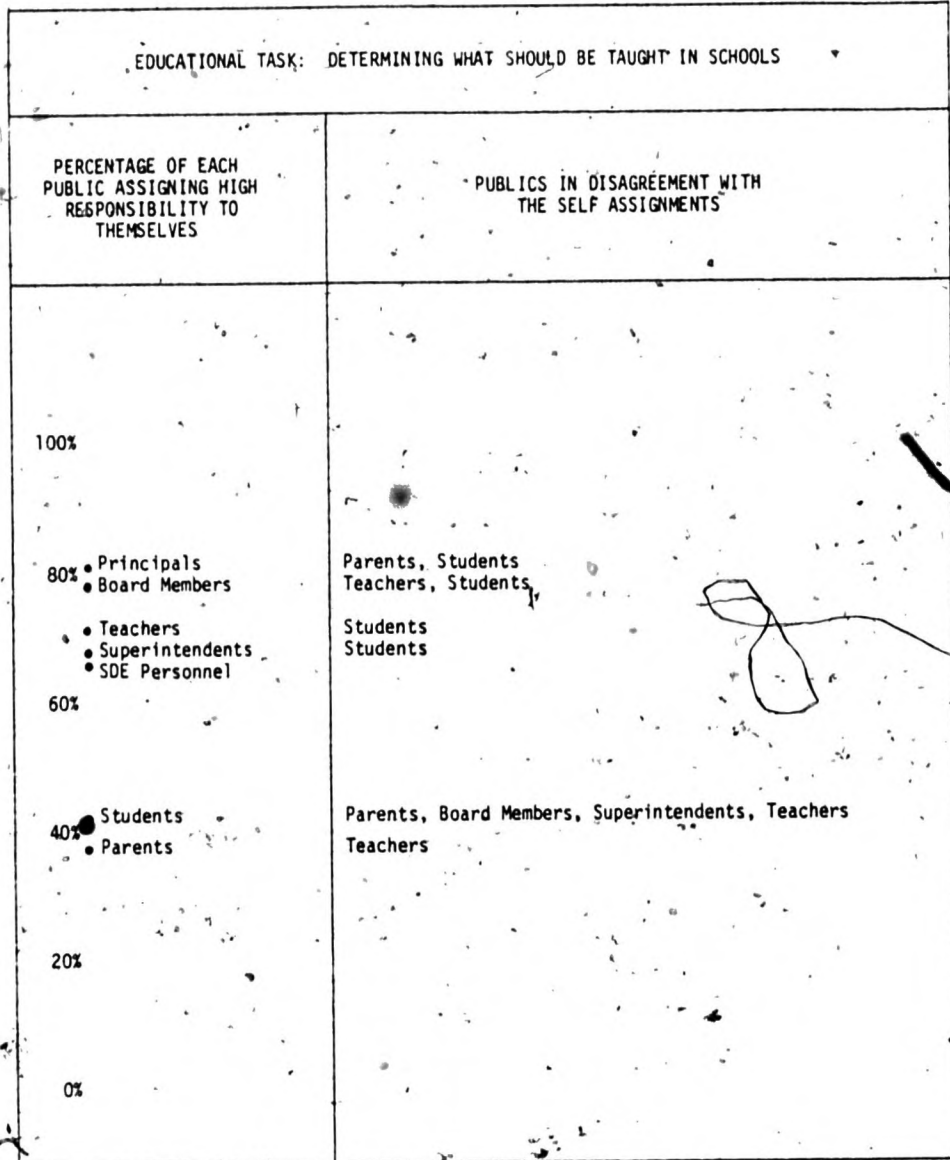 EDUCATIONAL TASK: DETERMINING WHAT SHOULD BE TAUGHT IN SCHOOLS
PERCENTAGE OF EACH
PUBLIC ASSIGNING HIGH
RESPONSIBILITY TO
THEMSELVES
PUBLICS IN DISAGREEMENT WITH
THE SELF ASSIGNMENTS
100%
80%
Principals
Parents, Students
Board Members
Teachers, Students
Teachers
Students
Superintendents
Students
SDE Personnel
60%
Students
Parents, Board Members, Superintendents, Teachers
40%
Parents
Teachers
20%
0%